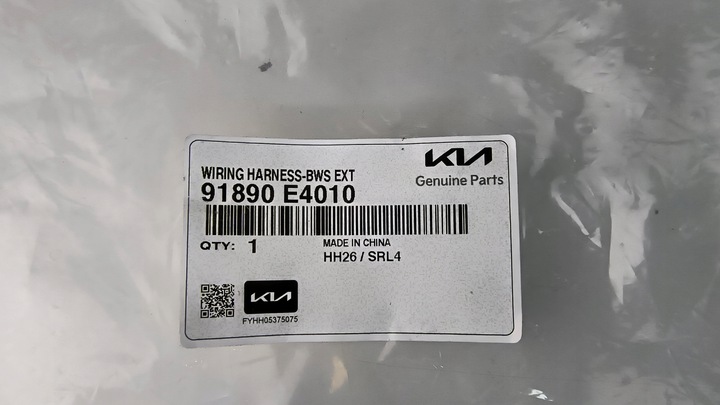 KIA
Genuine Parts
WIRING HARNESS-BWS EXT
91890 E4010
QTY: 1
MADE IN CHINA
HH26 / SRL4
KIA
FYHH05375075